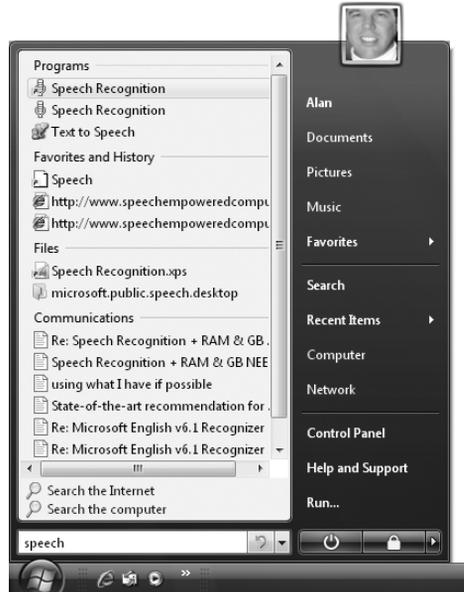 Programs
Speech Recognition
Speech Recognition
Text to Speech
Favorites and History
Speech
http://www.speechempoweredcompu
http://www.speechempoweredcompu
Files
Speech Recognition.xps
microsoft.public.speech.desktop
Communications
Re: Speech Recognition + RAM & GB .
Speech Recognition + RAM & GB NEE
using what I have if possible
State-of-the-art recommendation for .
Re: Microsoft English v6.1 Recognizer
Re: Microsoft English v6.1 Recognizer
Search the Internet
Search the computer
speech
Alan
Documents
Pictures
Music
Favorites
Search
Recent Items
Computer
Network
Control Panel
Help and Support
Run...